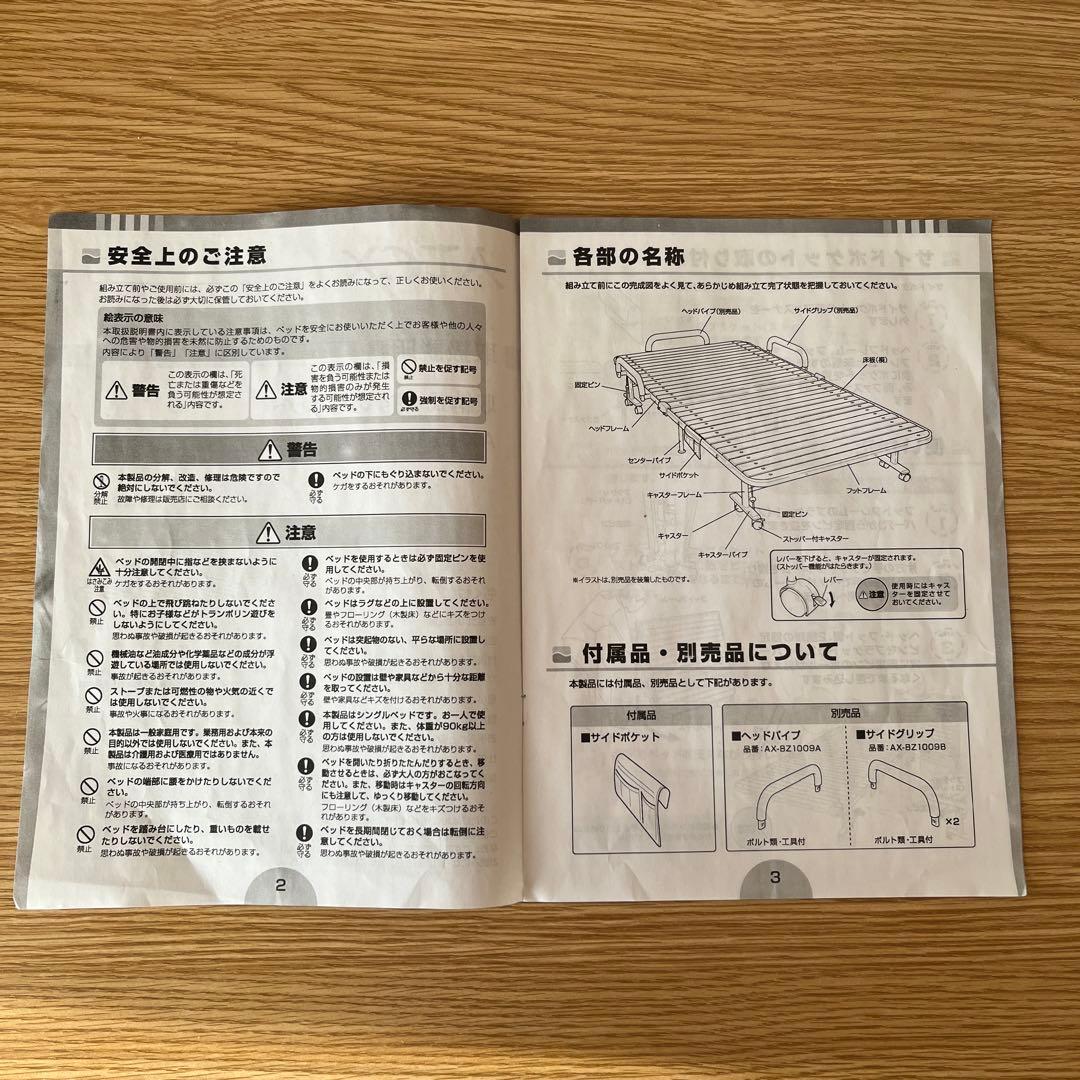 安全上のご注意
組み立て前やご使用前には、必ずこの「安全上のご注意」をよくお読みになって、正しくお使いください。
お読みになった後は必ず大切に保管しておいてください。
絵表示の意味
本取扱説明書内に表示している注意事項は、ベッドを安全にお使いいただく上でお客様や他の人々
への危害や物的損害を未然に防止するためのものです。
内容により「警告」「注意」に区別しています。
警告
この表示の欄は、「死
亡または重傷などを
負う可能性が想定さ
れる」内容です。
注意
この表示の欄は、「損
害を負う可能性または
物的損害のみが発生
する可能性が想定され
る」内容です。
禁止
禁止を促す記号
必ず守る
強制を促す記号
警告
分解
禁止
本製品の分解、改造、修理は危険ですので
絶対にしないでください。
故障や修理は販売店にご相談ください。
必ず
守る
ベッドの下にもぐり込まないでください。
ケガをするおそれがあります。
注意
はさみこみ
注意
ベッドの開閉中に指などを挟まないように
十分注意してください。
ケガをするおそれがあります。
禁止
ベッドの上で飛び跳ねたりしないでくださ
い。特にお子様などがトランポリン遊びを
しないようにしてください。
思わぬ事故や破損が起きるおそれがあります。
禁止
機械油など油成分や化学薬品などの成分が浮
遊している場所では使用しないでください。
事故が起きるおそれがあります。
禁止
ストーブまたは可燃性の物や火気の近くで
は使用しないでください。
事故や火事になるおそれがあります。
禁止
本製品は一般家庭用です。業務用および本来の
目的以外では使用しないでください。また、本
製品は介護用および医療用ではありません。
事故になるおそれがあります。
禁止
ベッドの端部に腰をかけたりしないでくだ
さい。
ベッドの中央部が持ち上がり、転倒するおそれ
があります。
禁止
ベッドを踏み台にしたり、重いものを載せ
たりしないでください。
思わぬ事故や破損が起きるおそれがあります。
必ず
守る
ベッドを使用するときは必ず固定ピンを使
用してください。
ベッドの中央部が持ち上がり、転倒するおそれ
があります。
必ず
守る
ベッドはラグなどの上に設置してください。
畳やフローリング(木製床)などにキズをつけ
るおそれがあります。
必ず
守る
ベッドは突起物のない、平らな場所に設置し
てください。
思わぬ事故や破損が起きるおそれがあります。
必ず
守る
ベッドの設置は壁や家具などから十分な距離
を取ってください。
壁や家具などキズを付けるおそれがあります。
必ず
守る
本製品はシングルベッドです。お一人で使
用してください。また、体重が90kg以上
の方は使用しないでください。
思わぬ事故や破損が起きるおそれがあります。
必ず
守る
ベッドを開いたり折りたたんだりするとき、移
動させるときは、必ず大人の方がおこなってく
ださい。また、移動時はキャスターの回転方向
にも注意して、ゆっくり移動してください。
フローリング(木製床)などをキズつけるおそ
れがあります。
必ず
守る
ベッドを長期間閉じておく場合は転倒に注
意してください。
思わぬ事故や破損が起きるおそれがあります。
2
各部の名称
組み立て前にこの完成図をよく見て、あらかじめ組み立て完了状態を把握しておいてください。
ヘッドパイプ(別売品)
サイドグリップ(別売品)
床板(桐)
固定ピン
ヘッドフレーム
センターパイプ
サイドポケット
キャスターフレーム
フットフレーム
固定ピン
キャスター
ストッパー付キャスター
キャスターパイプ
※イラストは、別売品を装着したものです。
レバーを下げると、キャスターが固定されます。
(ストッパー機能がはたらきます。)
レバー
注意
使用時にはキャス
ターを固定させて
おいてください。
付属品・別売品について
本製品には付属品、別売品として下記があります。
付属品
■サイドポケット
別売品
■ヘッドパイプ
品番:AX-BZ1009A
ボルト類・工具付
■サイドグリップ
品番:AX-BZ1009B
×2
ボルト類・工具付
3